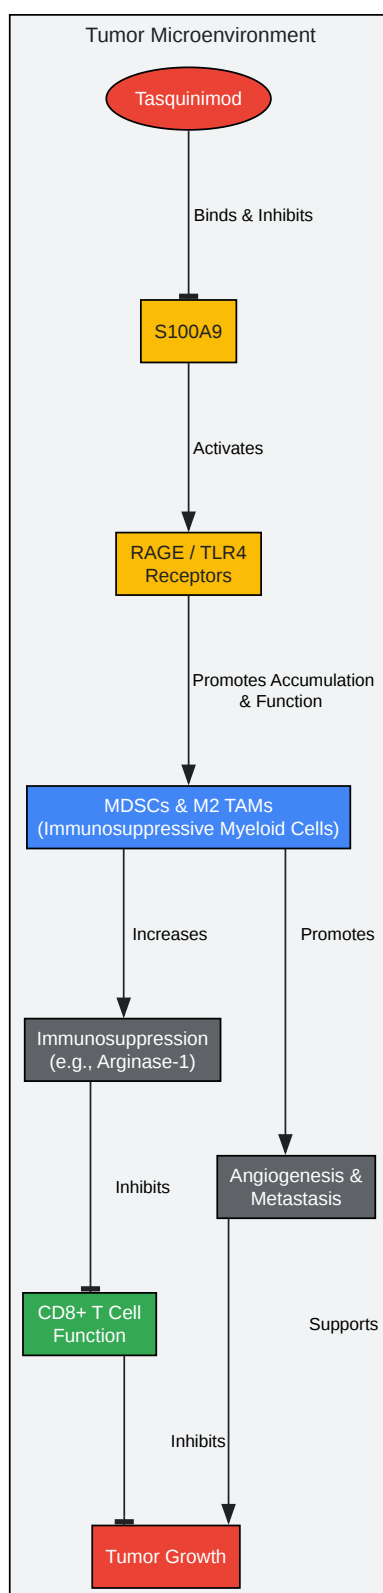 Tumor Microenvironment
Tasquinimod
Binds & Inhibits
S100A9
Activates
RAGE / TLR4
Receptors
Promotes Accumulation
& Function
MDSCs & M2 TAMs
(Immunosuppressive Myeloid Cells)
Increases
Promotes
Immunosuppression
(e.g., Arginase-1)
Angiogenesis &
Metastasis
Inhibits
CD8+ T Cell
Function
Supports
Inhibits
Tumor Growth